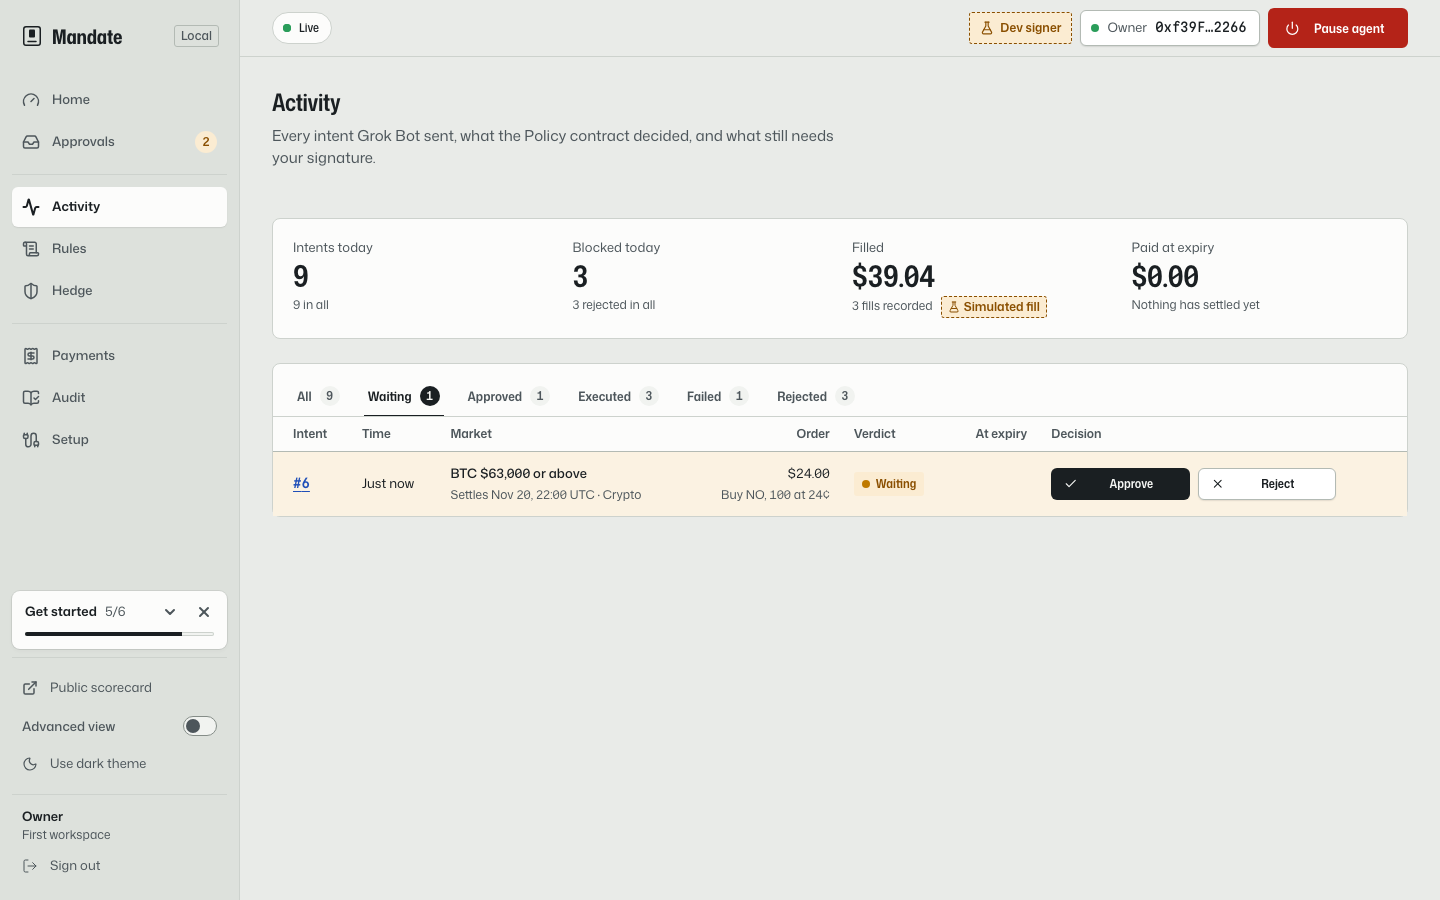 Mandate
Local
Home
Approvals 2
Activity
Rules
Hedge
Payments
Audit
Setup
Get started 5/6
Public scorecard
Advanced view
Use dark theme
Owner
First workspace
Sign out
Live
Dev signer
Owner 0xf39F…2266
Pause agent
Activity
Every intent Grok Bot sent, what the Policy contract decided, and what still needs
your signature.
Intents today
9
9 in all
Blocked today
3
3 rejected in all
Filled
$39.04
3 fills recorded Simulated fill
Paid at expiry
$0.00
Nothing has settled yet
All 9 Waiting 1 Approved 1 Executed 3 Failed 1 Rejected 3
Intent Time Market Order Verdict At expiry Decision
#6 Just now BTC $63,000 or above $24.00 Waiting Approve Reject
Settles Nov 20, 22:00 UTC · Crypto Buy NO, 100 at 24¢